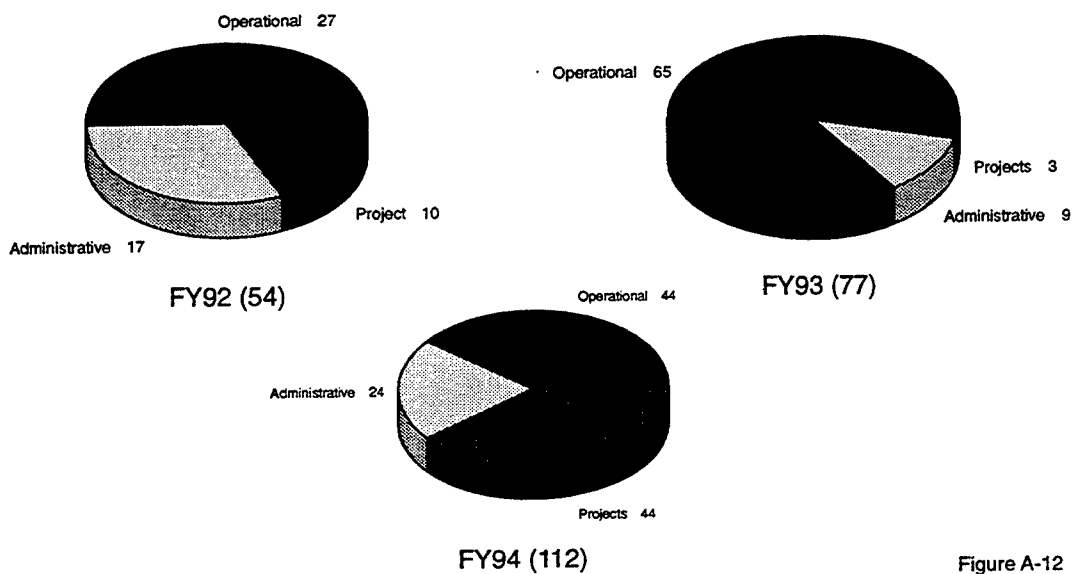 Operational 27
Project 10
Administrative 17
FY92 (54)
Operational 65
Projects 3
Administrative 9
FY93 (77)
Operational 44
Administrative 24
Projects 44
FY94 (112)
Figure A-12